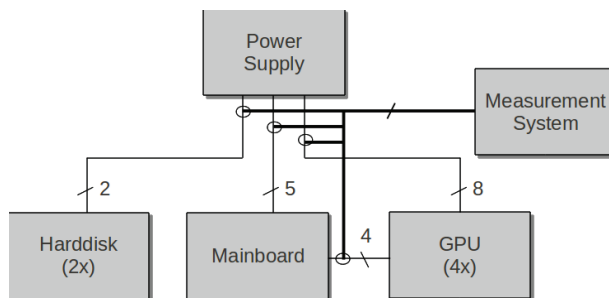 Power
Supply
Measurement
System
2
5
8
Harddisk
(2x)
Mainboard
4
GPU
(4x)